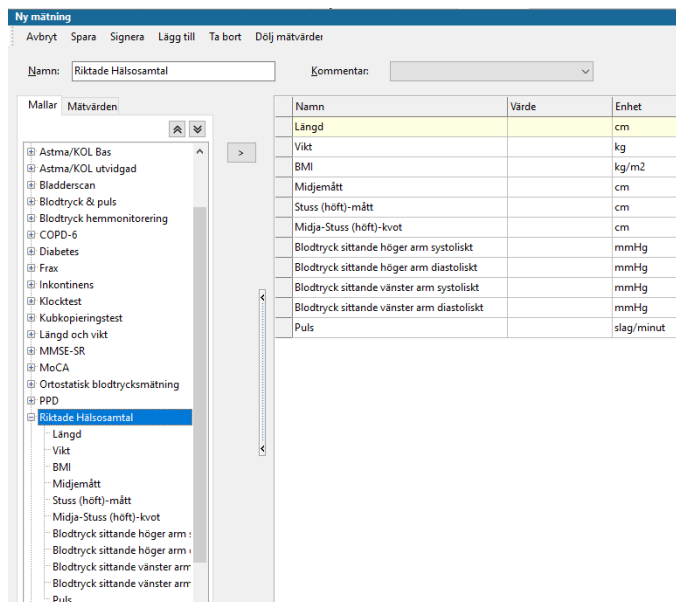 Ny mätning
Avbryt Spara Signera Lägg till Ta bort Dölj mätvärden
Namn: Riktade Hälsosamtal Kommentar:
Mallar Mätvärden
Astma/KOL Bas
Astma/KOL utvidgad
Bladderscan
Blodtryck & puls
Blodtryck hemmonitorering
COPD-6
Diabetes
Frax
Inkontinens
Klocktest
Kubkopieringstest
Längd och vikt
MMSE-SR
MoCA
Ortostatisk blodtrycksmätning
PPD
Riktade Hälsosamtal
Längd
Vikt
BMI
Midjemått
Stuss (höft)-mått
Midja-Stuss (höft)-kvot
Blodtryck sittande höger arm
Blodtryck sittande höger arm
Blodtryck sittande vänster arm
Blodtryck sittande vänster arm
Puls
>
Namn Värde Enhet
Längd cm
Vikt kg
BMI kg/m2
Midjemått cm
Stuss (höft)-mått cm
Midja-Stuss (höft)-kvot cm
Blodtryck sittande höger arm systoliskt mmHg
Blodtryck sittande höger arm diastoliskt mmHg
Blodtryck sittande vänster arm systoliskt mmHg
Blodtryck sittande vänster arm diastoliskt mmHg
Puls slag/minut